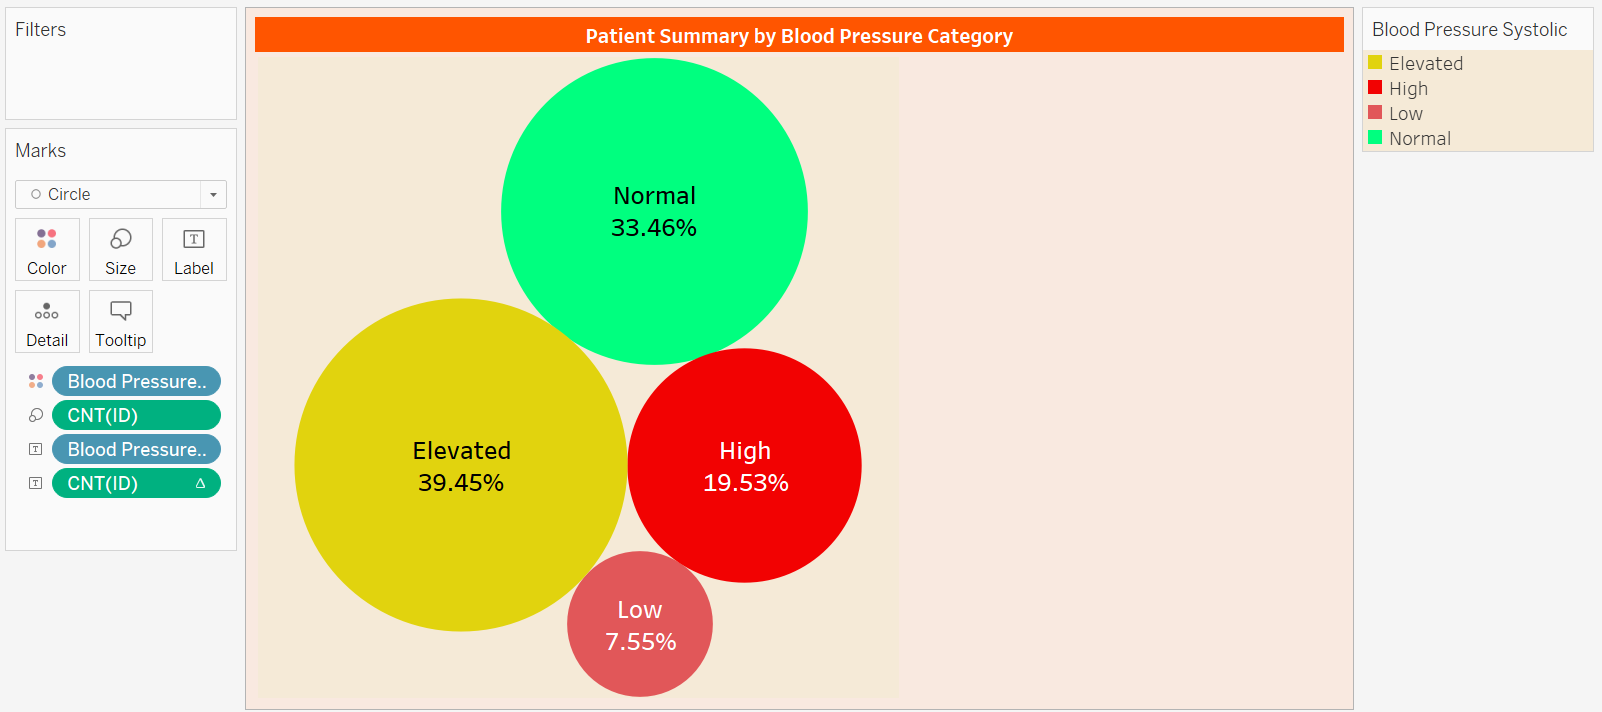 Filters
Marks
Circle
Color
Size
Label
T
Detail
Tooltip
Blood Pressure..
CNT(ID)
T
Blood Pressure..
T
CNT(ID) Δ
Patient Summary by Blood Pressure Category
Normal
33.46%
Elevated
39.45%
High
19.53%
Low
7.55%
Blood Pressure Systolic
Elevated
High
Low
Normal